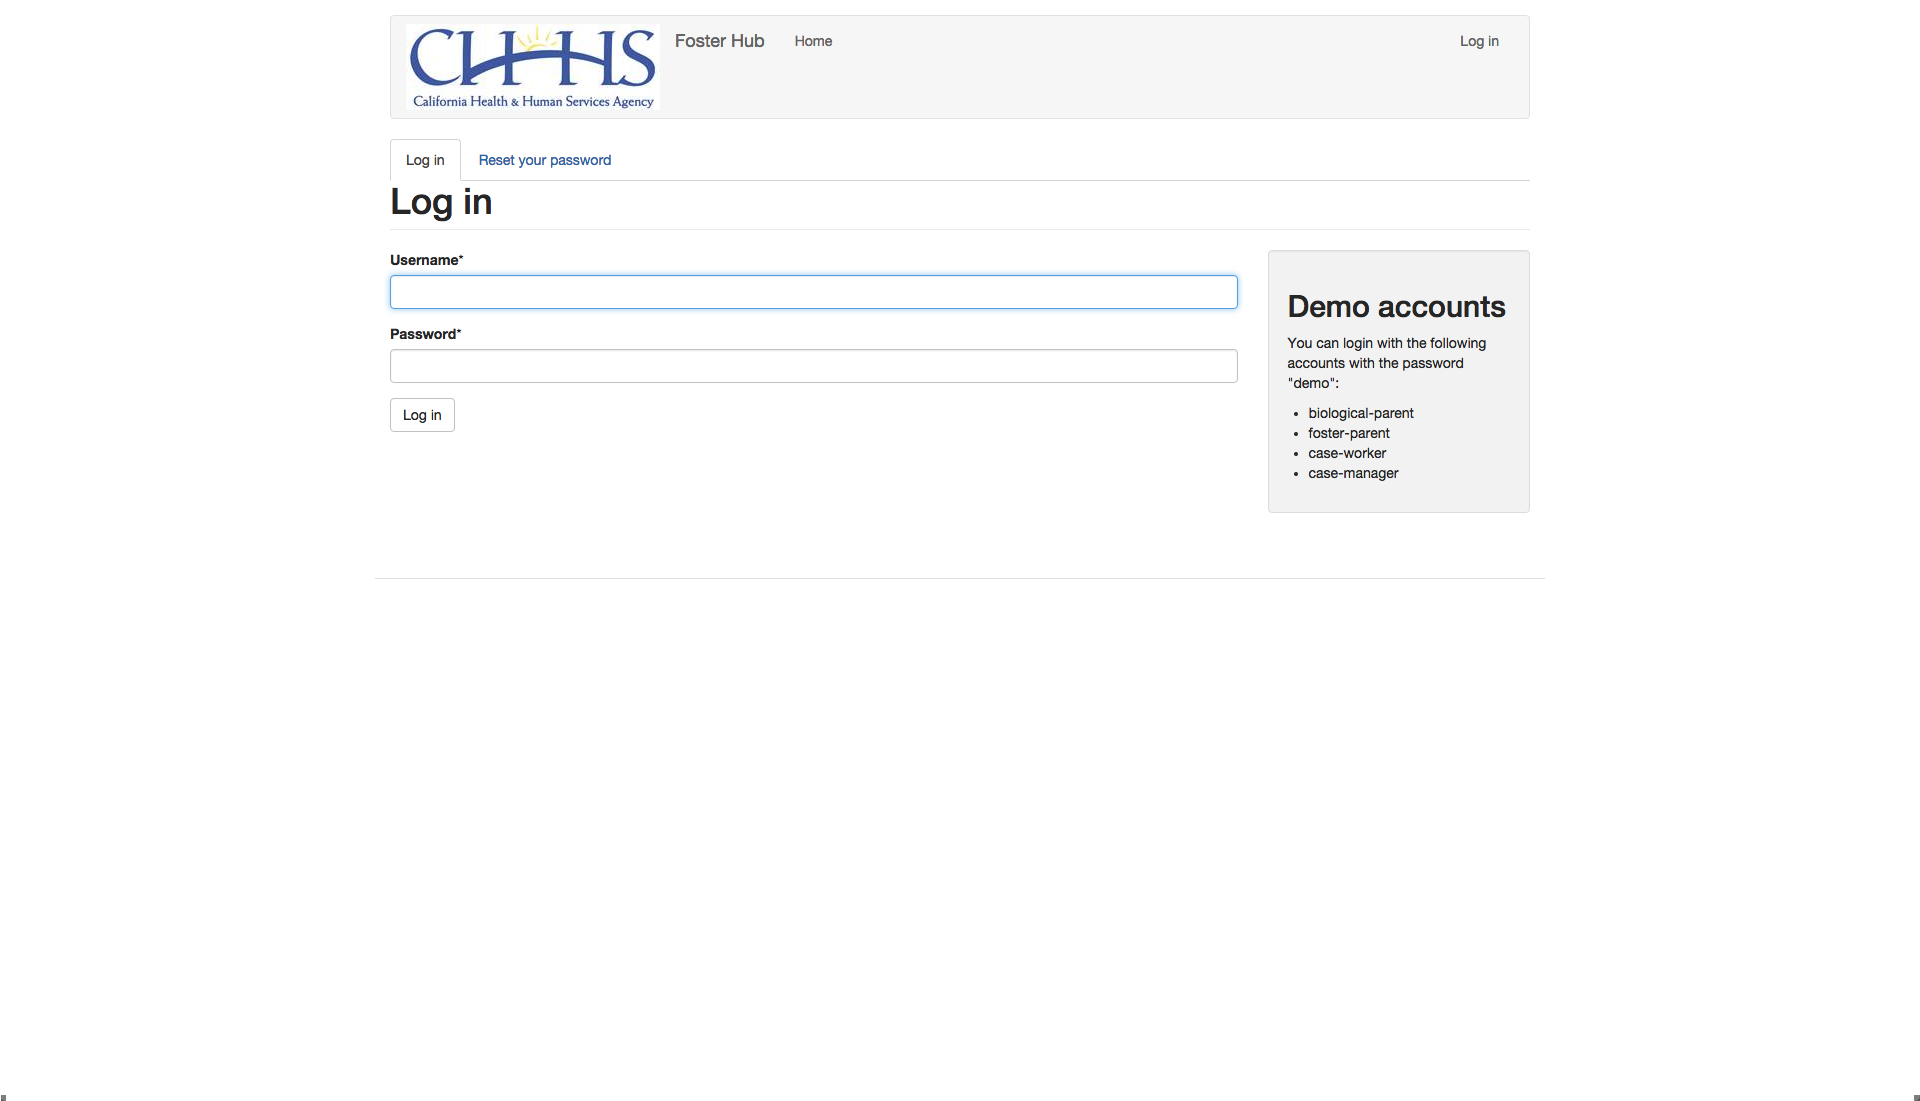 CHHS
California Health & Human Services Agency
Foster Hub
Home
Log in
Log in
Reset your password
Log in
Username*
Password*
Log in
Demo accounts
You can login with the following
accounts with the password
"demo":
• biological-parent
• foster-parent
• case-worker
• case-manager